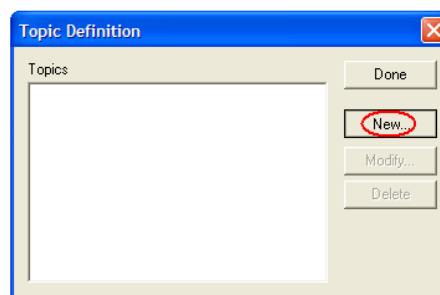 Topic Definition
Topics
Done
New...
Modify...
Delete